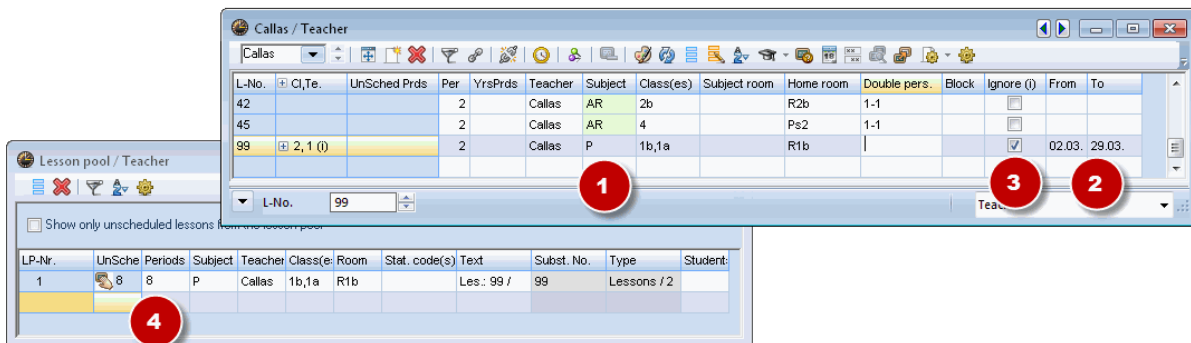 Callas / Teacher
Callas
L-No. Cl,Te. UnSched Prds Per YrsPrds Teacher Subject Class(es) Subject room Home room Double pers. Block Ignore (i) From To
42 2 Callas AR 2b R2b 1-1
45 2 Callas AR 4 Ps2 1-1
99 2, 1 (i) 2 Callas P 1b,1a R1b 02.03. 29.03.
1
3
2
L-No. 99
Lesson pool / Teacher
Show only unscheduled lessons from the lesson pool
LP-Nr. UnSche Periods Subject Teacher Class(e: Room Stat. code(s) Text Subst. No. Type Student:
1 8 8 P Callas 1b,1a R1b Les.: 99 / 99 Lessons / 2
4